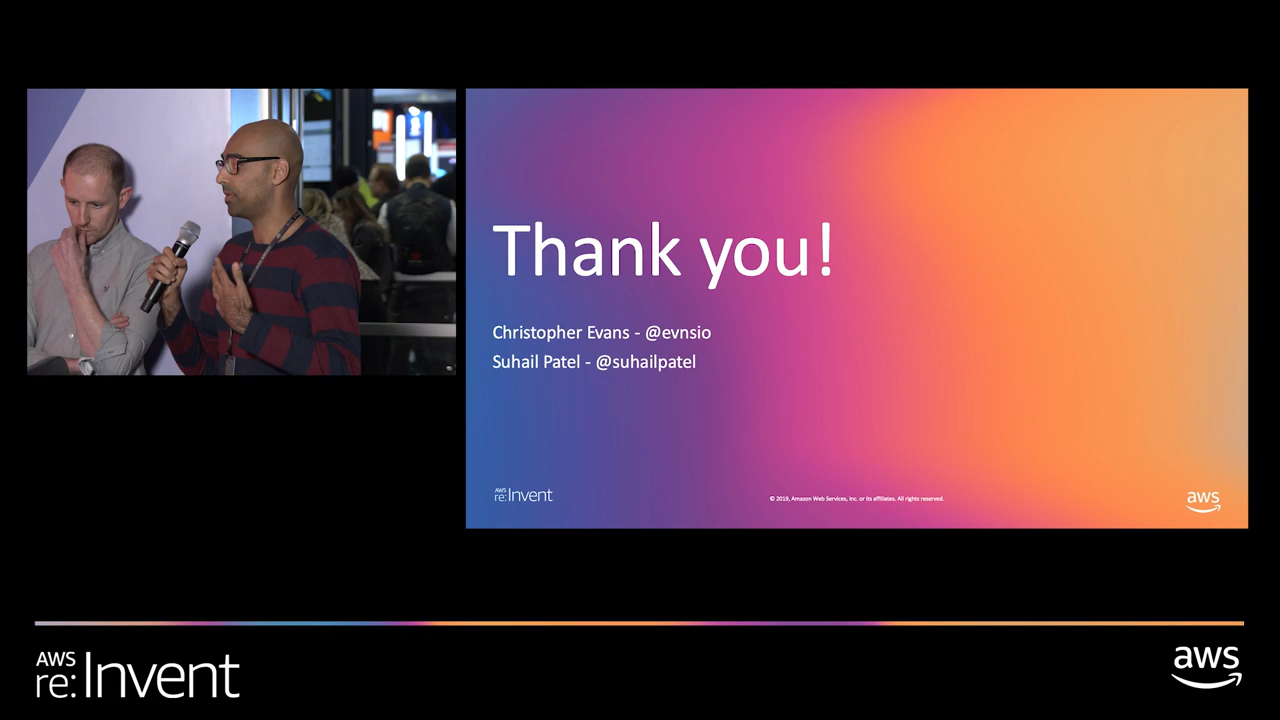 Thank you!
Christopher Evans - @evnsio
Suhail Patel - @suhailpatel
AWS
re:Invent
© 2019, Amazon Web Services, Inc. or its affiliates. All rights reserved.
aws
AWS
re:Invent
aws